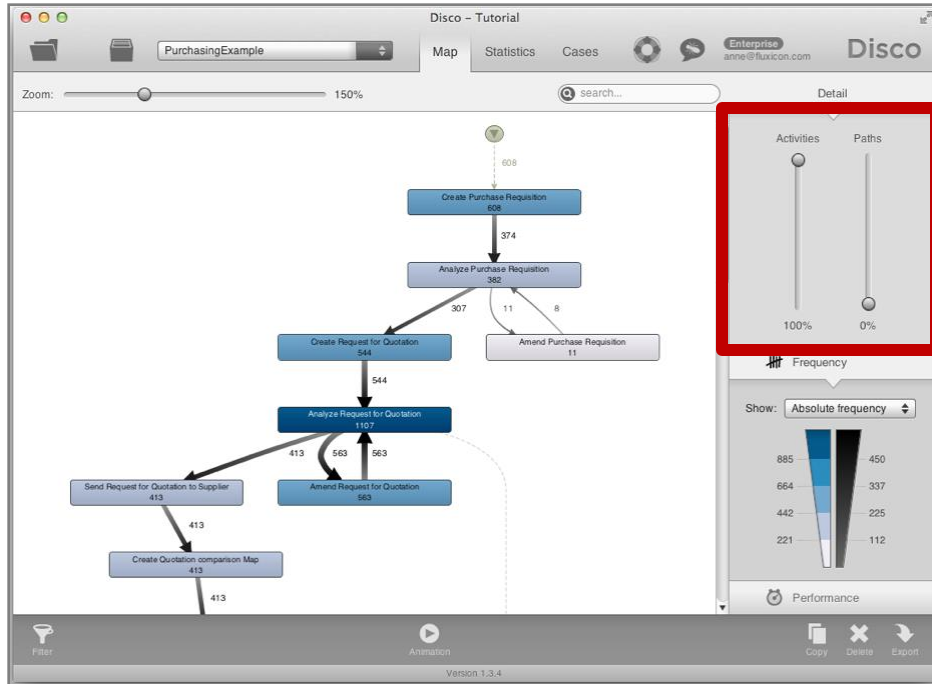 Disco - Tutorial
PurchasingExample
Map
Statistics
Cases
Enterprise
anne@fluxicon.com
Disco
Zoom:
150%
search...
Detail
Activities
Paths
100%
0%
608
Create Purchase Requisition
608
374
Analyze Purchase Requisition
382
307
11
8
Create Request for Quotation
544
Amend Purchase Requisition
11
544
Analyze Request for Quotation
1107
413
563
563
Send Request for Quotation to Supplier
413
Amend Request for Quotation
563
413
Create Quotation comparison Map
413
413
Frequency
Show:
Absolute frequency
885
450
664
337
442
225
221
112
Performance
Filter
Animation
Copy
Delete
Export
Version 1.3.4